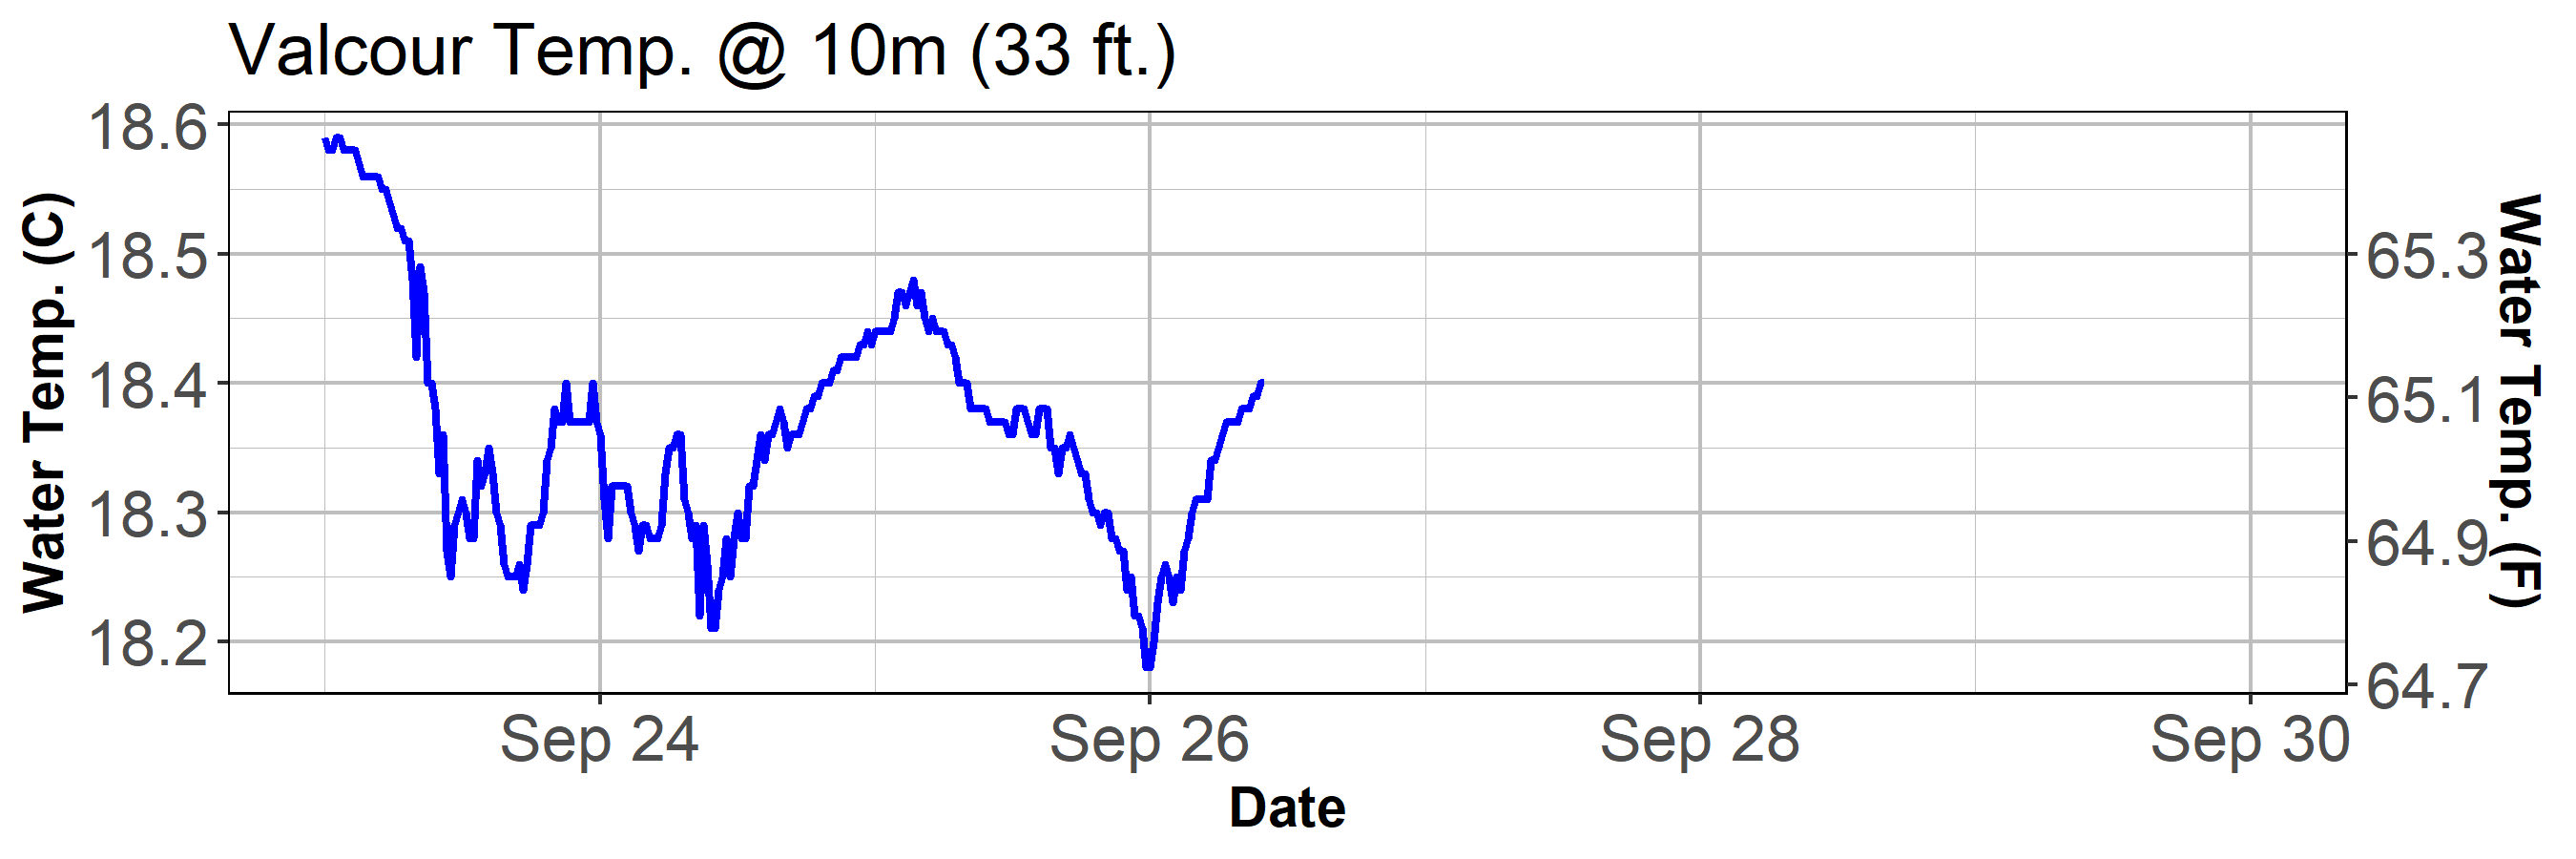 Valcour Temp. @ 10m (33 ft.)
Water Temp. (C)
18.6
18.5
18.4
18.3
18.2
65.3
65.1
64.9
64.7
Water Temp. (F)
Sep 24 Sep 26 Sep 28 Sep 30
Date